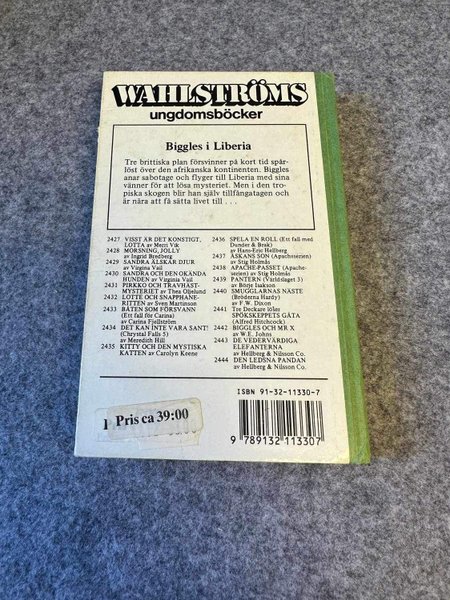 WAHLSTRÖMS
ungdomsböcker
Biggles i Liberia
Tre brittiska plan försvinner på kort tid spår-
löst över den afrikanska kontinenten. Biggles
anar sabotage och flyger till Liberia med sina
vänner för att lösa mysteriet. Men i den tro-
piska skogen blir han själv tillfångatagen och
är nära att få sätta livet till . . .
2427 VISST ÄR DET KONSTIGT,
LOTTA av Merri Vik
2428 MORSNING, JOLLY
av Ingrid Bredberg
2429 SANDRA ÄLSKAR DJUR
av Virginia Vail
2430 SANDRA OCH DEN OKÄNDA
HUNDEN av Virginia Vail
2431 PIRKKO OCH TRAVHÄST-
MYSTERIET av Thea Oljelund
2432 LOTTE OCH SNAPPHANE-
RITTEN av Sven Martinson
2433 BÅTEN SOM FÖRSVANN
(Ett fall för Carina)
av Carina Fjellström
2434 DET KAN INTE VARA SANT!
(Chrystal Falls 5)
av Meredith Hill
2435 KITTY OCH DEN MYSTISKA
KATTEN av Carolyn Keene
2436 SPELA EN ROLL (Ett fall med
Dunder & Brak)
av Hans-Eric Hellberg
2437 ÅSKANS SON (Apachsserien)
av Stig Holmås
2438 APACHE-PASSET (Apache-
serien) av Stig Holmås
2439 PANTERN (Världslaget 3)
av Börje Isakson
2440 SMUGGLARNAS NÄSTE
(Bröderna Hardy)
av F.W. Dixon
2441 Tre Deckare löser
SPÖKSKEPPETS GÅTA
(Alfred Hitchcock)
2442 BIGGLES OCH MR X
av W.E. Johns
2443 DE VEDERVÄRDIGA
ELEFANTERNA
av Hellberg & Nilsson Co.
2444 DEN LEDSNA PANDAN
av Hellberg & Nilsson Co.
ISBN 91-32-11330-7
Pris ca 39:00
9 789132 113307